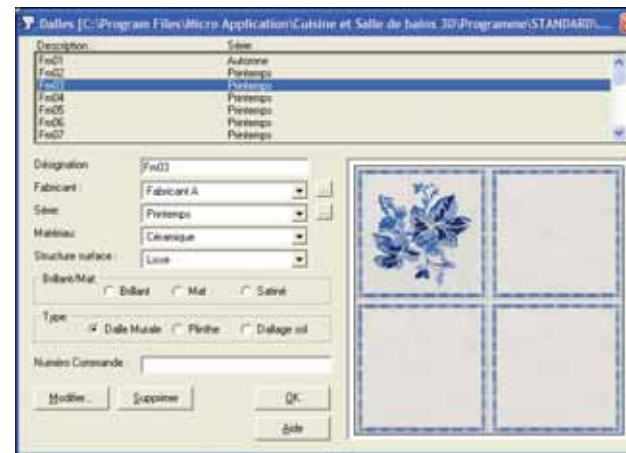 Dalles [C:\Program Files\Micro Application\Cuisine et Salle de bains 3D\Programme\STANDARD\...
Description Série
Fm01 Automne
Fm02 Printemps
Fm03 Printemps
Fm04 Printemps
Fm05 Printemps
Fm06 Printemps
Fm07 Printemps
Désignation Fm03
Fabricant : Fabricant A ...
Série: Printemps ...
Matériau: Céramique
Structure surface : Lisse
Brillant/Mat
Brillant Mat Satiné
Type:
Dalle Murale Plinthe Dallage sol
Numéro Commande :
Modifier... Supprimer OK
Aide